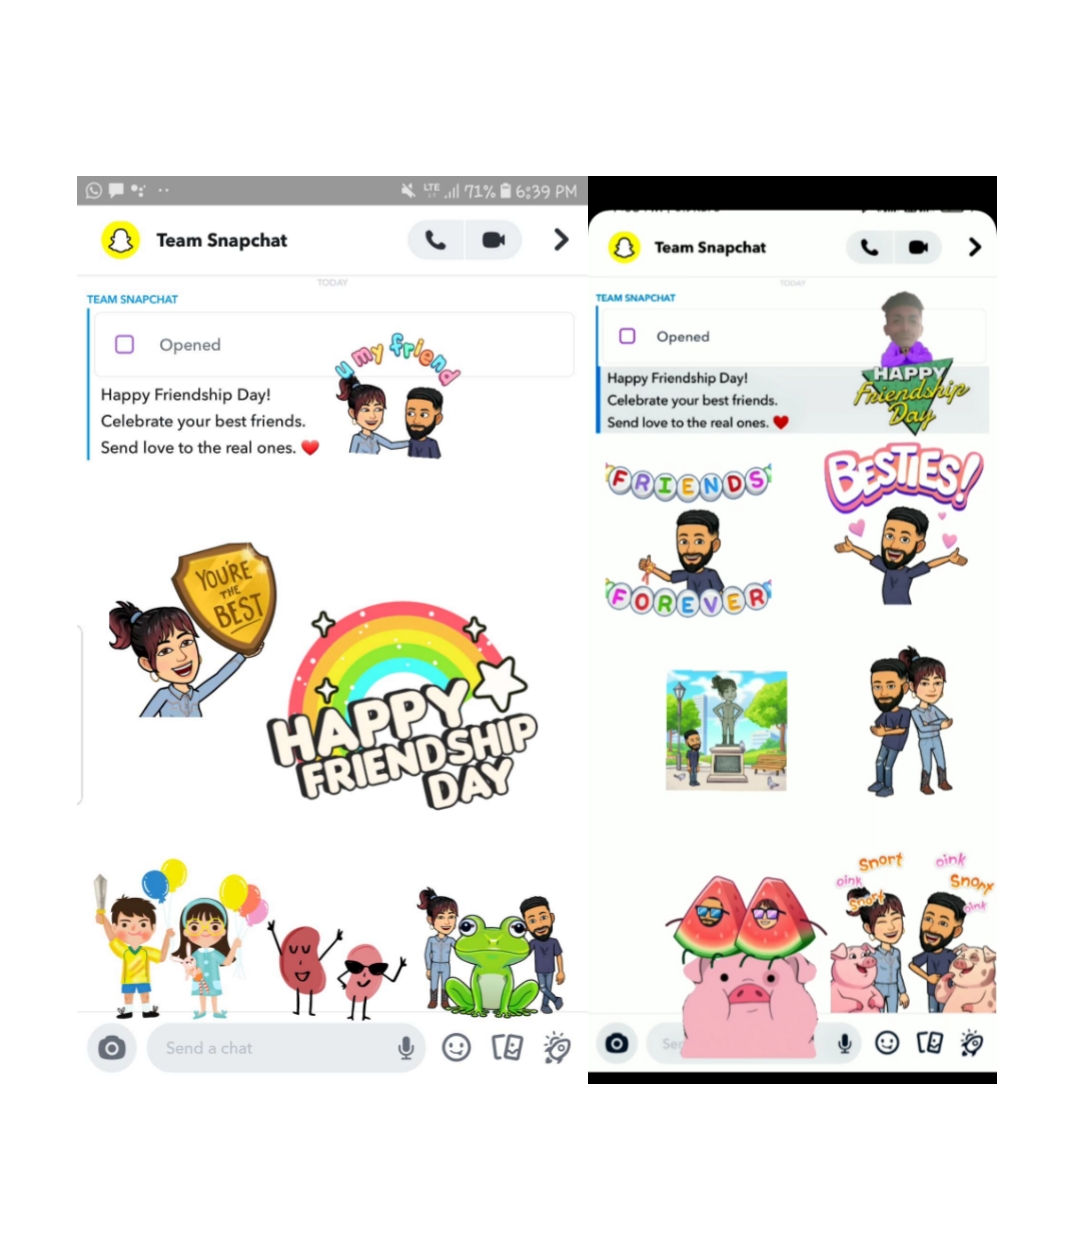 LTE 71% 6:39 PM
Team Snapchat
TODAY
TEAM SNAPCHAT
Opened
u my friend
Happy Friendship Day!
Celebrate your best friends.
Send love to the real ones. ❤️
YOU'RE
THE
BEST
HAPPY
FRIENDSHIP
DAY
Send a chat
Team Snapchat
TODAY
TEAM SNAPCHAT
Opened
Happy Friendship Day!
Celebrate your best friends.
Send love to the real ones. ❤️
HAPPY
Friendship
Day
FRIENDS
FOREVER
BESTIES!
Snort
oink
oink
Snort
Snort
oink
Sen